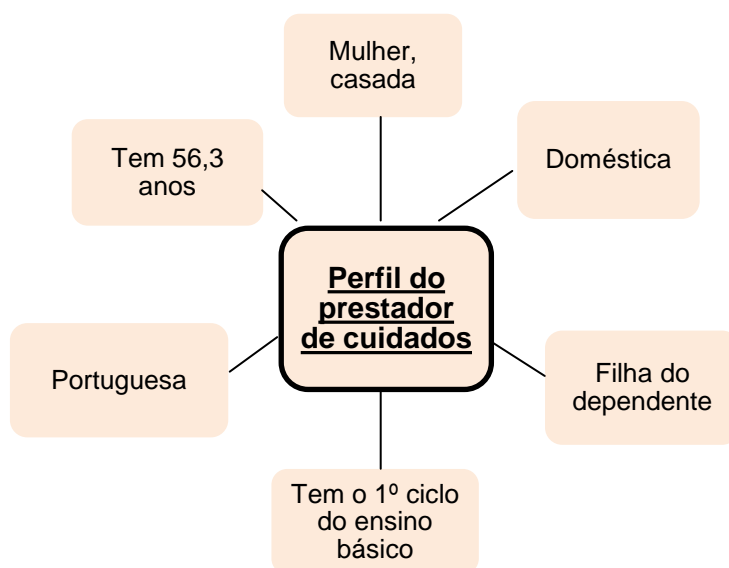 Mulher,
casada
Tem 56,3
anos
Doméstica
Perfil do
prestador
de cuidados
Portuguesa
Filha do
dependente
Tem o 1º ciclo
do ensino
básico